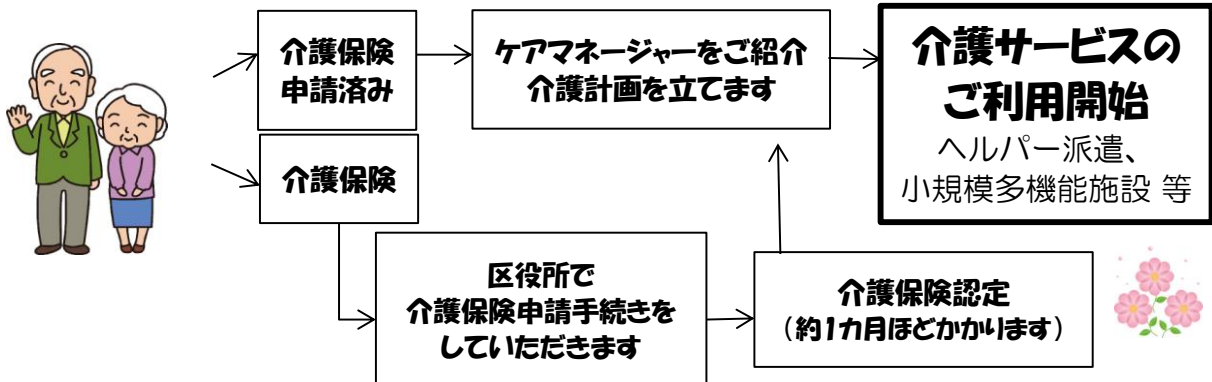 介護保険
申請済み
ケアマネージャーをご紹介
介護計画を立てます
介護サービスの
ご利用開始
ヘルパー派遣、
小規模多機能施設 等
介護保険
区役所で
介護保険申請手続きを
していただきます
介護保険認定
（約1カ月ほどかかります）